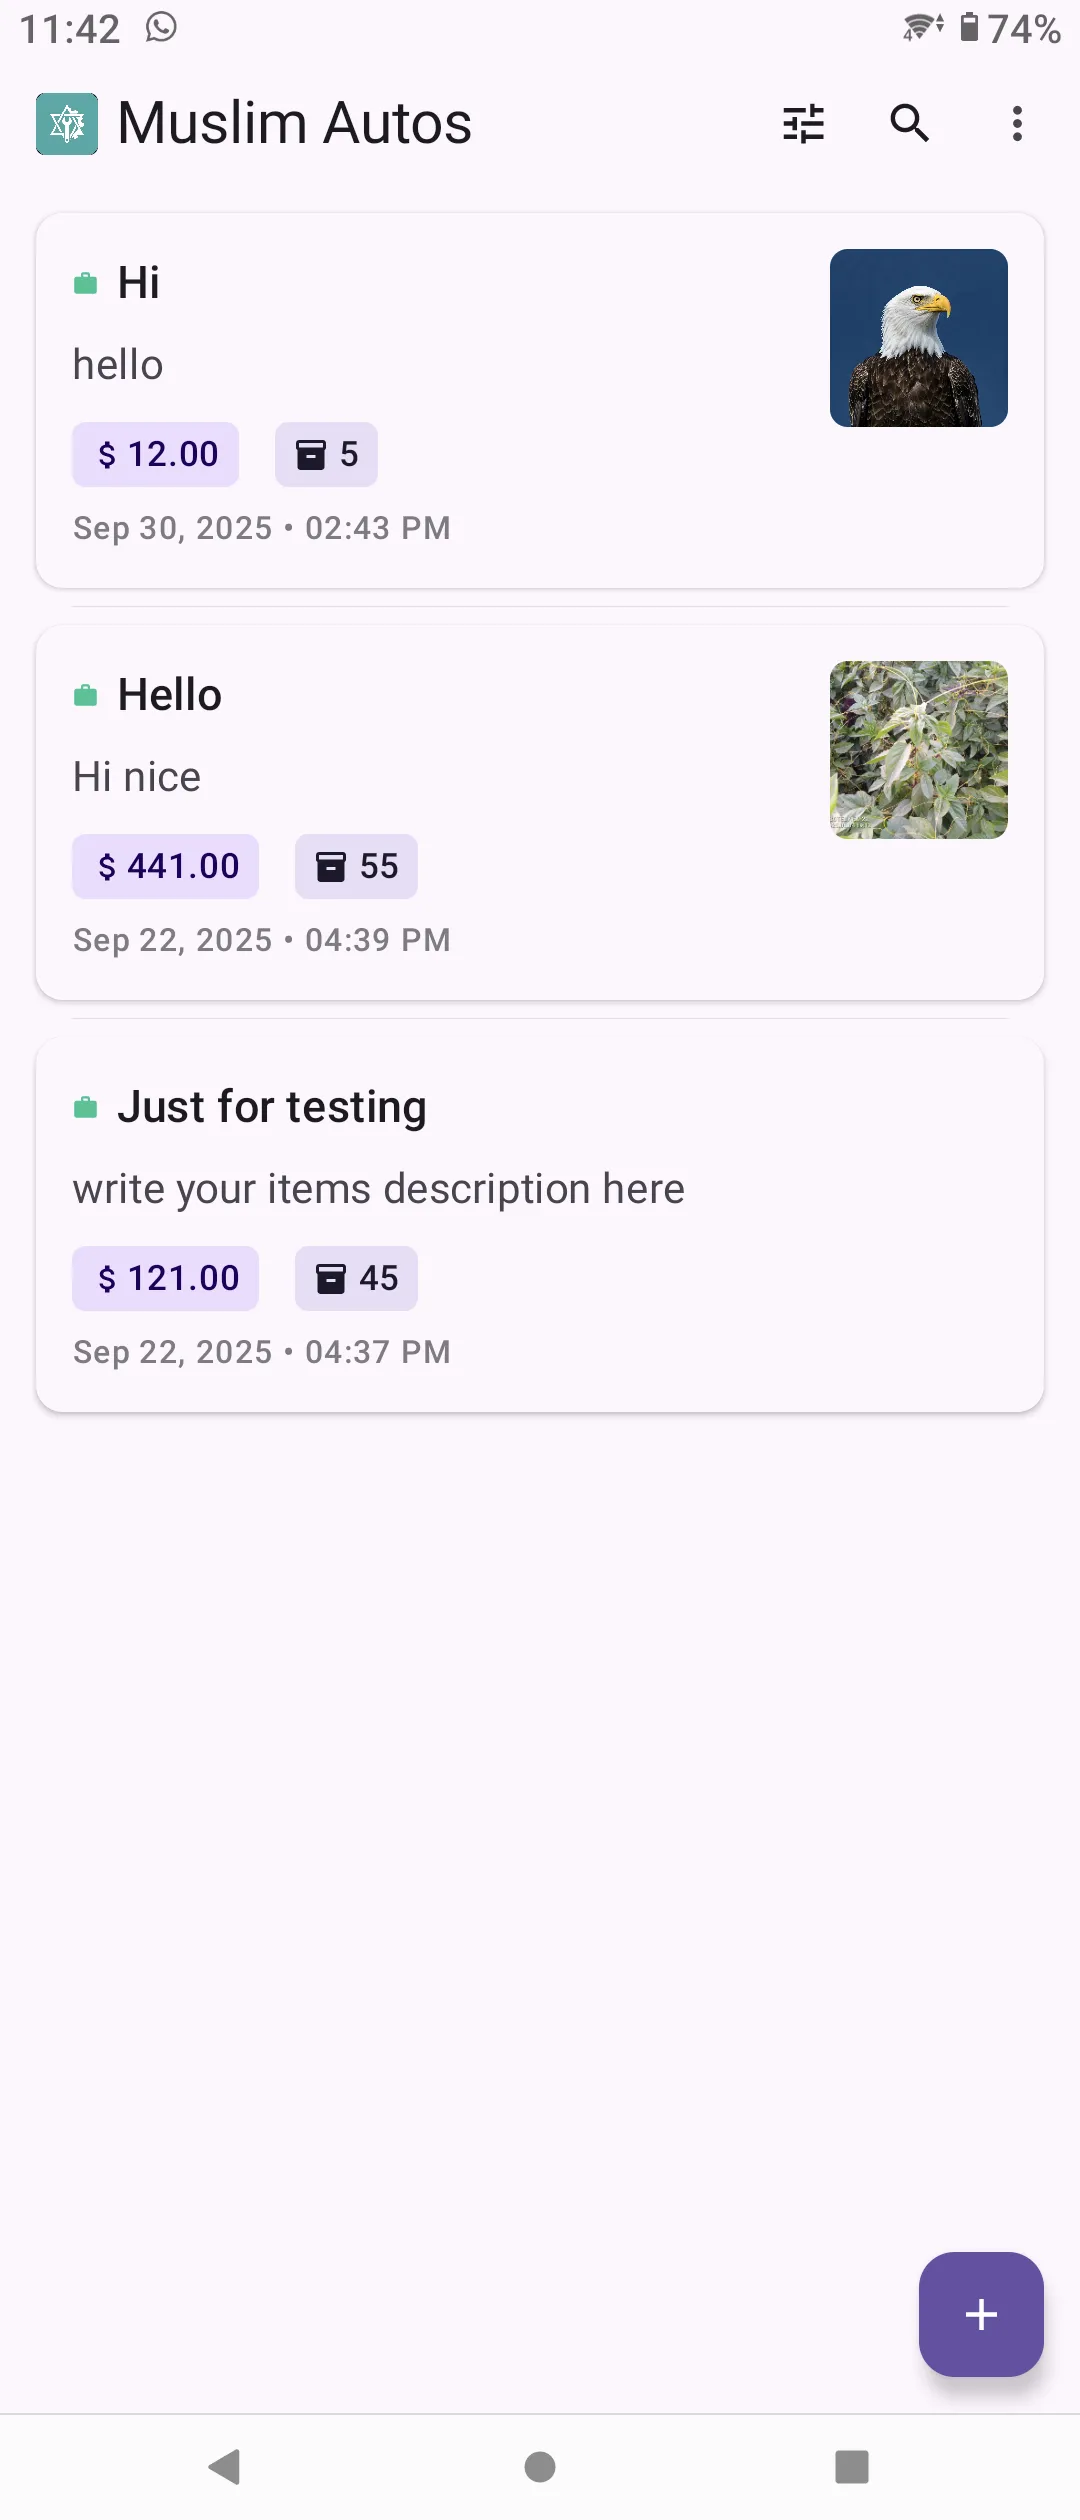 11:42
74%
Muslim Autos
Hi
hello
$ 12.00
5
Sep 30, 2025 • 02:43 PM
Hello
Hi nice
$ 441.00
55
Sep 22, 2025 • 04:39 PM
Just for testing
write your items description here
$ 121.00
45
Sep 22, 2025 • 04:37 PM